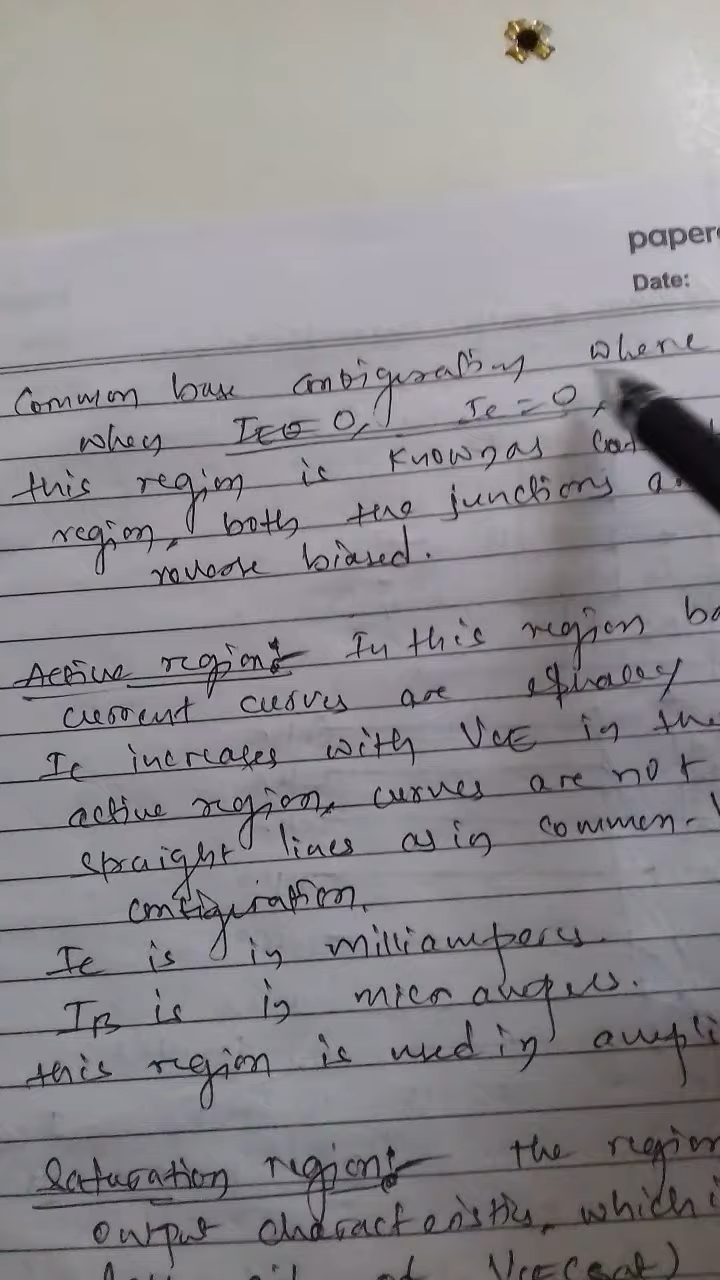 paper
Date:
Common base configuration where
when IE = 0, Ic = 0,
this region is known as cut
region, both the junctions a
reverse biased.
Active region:- In this region ba
current curves are
Ic increases with VCE in the
active region, curves are not
straight lines as in common-
configuration.
Ic is in milliampers.
IB is in micro
this region is used in ampli
Saturation region:- the region
output characteristics, which i
of VCE(sat)